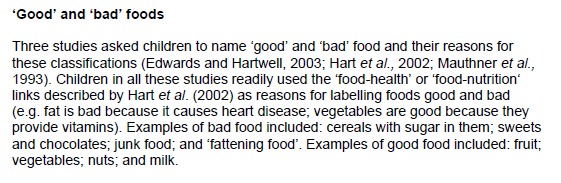 ‘Good’ and ‘bad’ foods
Three studies asked children to name ‘good’ and ‘bad’ food and their reasons for
these classifications (Edwards and Hartwell, 2003; Hart et al., 2002; Mauthner et al.,
1993). Children in all these studies readily used the ‘food-health’ or ‘food-nutrition‘
links described by Hart et al. (2002) as reasons for labelling foods good and bad
(e.g. fat is bad because it causes heart disease; vegetables are good because they
provide vitamins). Examples of bad food included: cereals with sugar in them; sweets
and chocolates; junk food; and ‘fattening food’. Examples of good food included: fruit;
vegetables; nuts; and milk.